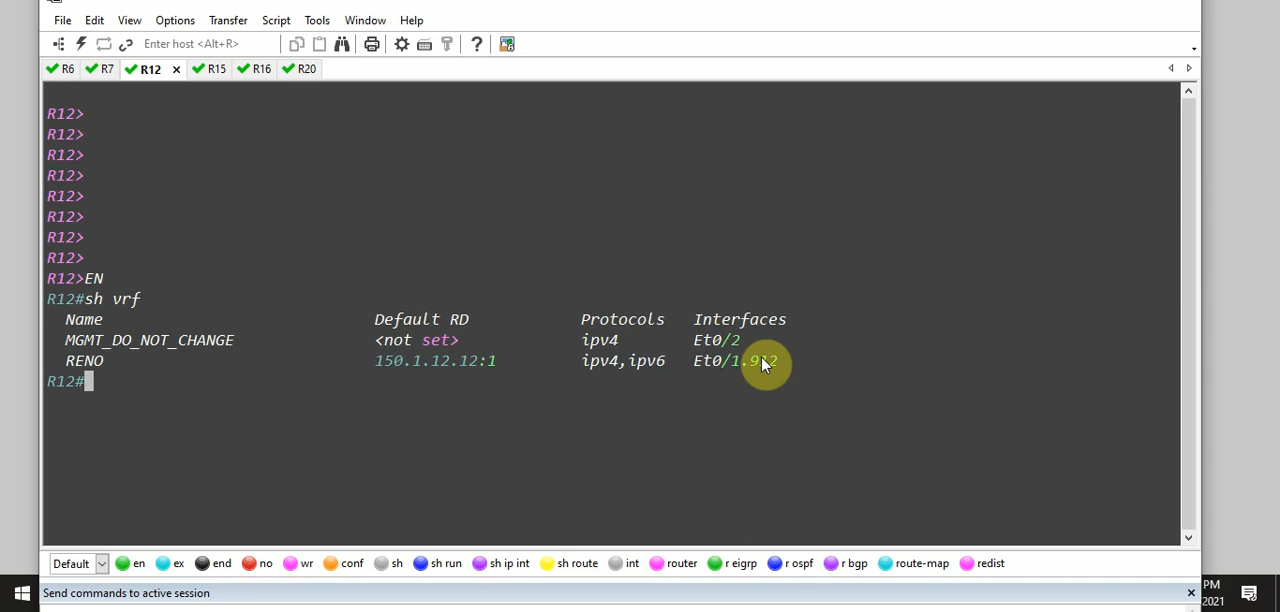 File Edit View Options Transfer Script Tools Window Help
Enter host <Alt+R>
R6 R7 R12 R15 R16 R20
R12>
R12>
R12>
R12>
R12>
R12>
R12>
R12>
R12>EN
R12#sh vrf
Name Default RD Protocols Interfaces
MGMT_DO_NOT_CHANGE <not set> ipv4 Et0/2
RENO 150.1.12.12:1 ipv4,ipv6 Et0/1.912
R12#
Default en ex end no wr conf sh sh run sh ip int sh route int router r eigrp r ospf r bgp route-map redist
Send commands to active session
PM
2021